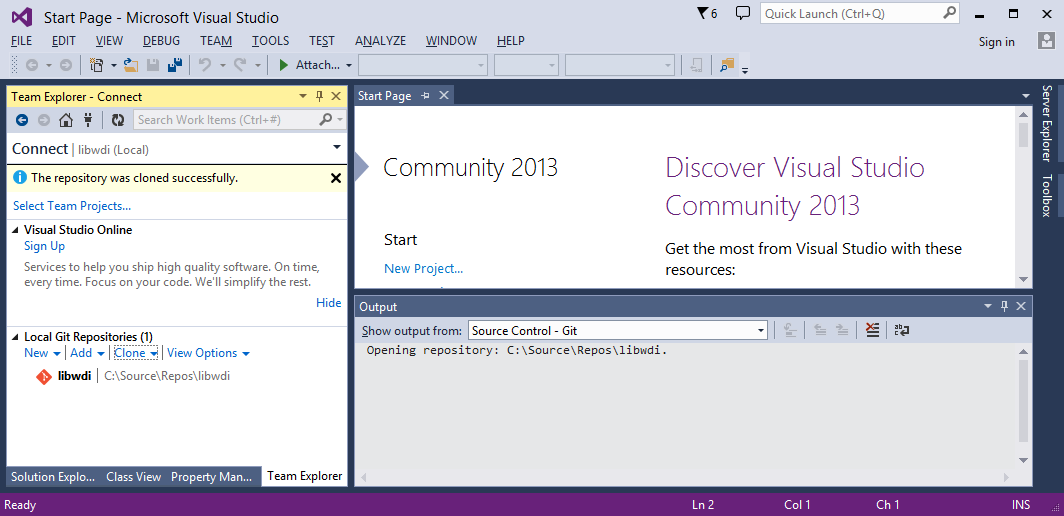 Start Page - Microsoft Visual Studio
6
Quick Launch (Ctrl+Q)
FILE EDIT VIEW DEBUG TEAM TOOLS TEST ANALYZE WINDOW HELP
Sign in
Attach...
Team Explorer - Connect
Search Work Items (Ctrl+#)
Connect | libwdi (Local)
The repository was cloned successfully.
Select Team Projects...
Visual Studio Online
Sign Up
Services to help you ship high quality software. On time,
every time. Focus on your code. We'll simplify the rest.
Hide
Local Git Repositories (1)
New | Add | Clone | View Options
libwdi | C:\Source\Repos\libwdi
Solution Explo... Class View Property Man... Team Explorer
Start Page
Community 2013
Start
New Project...
Discover Visual Studio
Community 2013
Get the most from Visual Studio with these
resources:
Output
Show output from: Source Control - Git
Opening repository: C:\Source\Repos\libwdi.
Server Explorer
Toolbox
Ready Ln 2 Col 1 Ch 1 INS